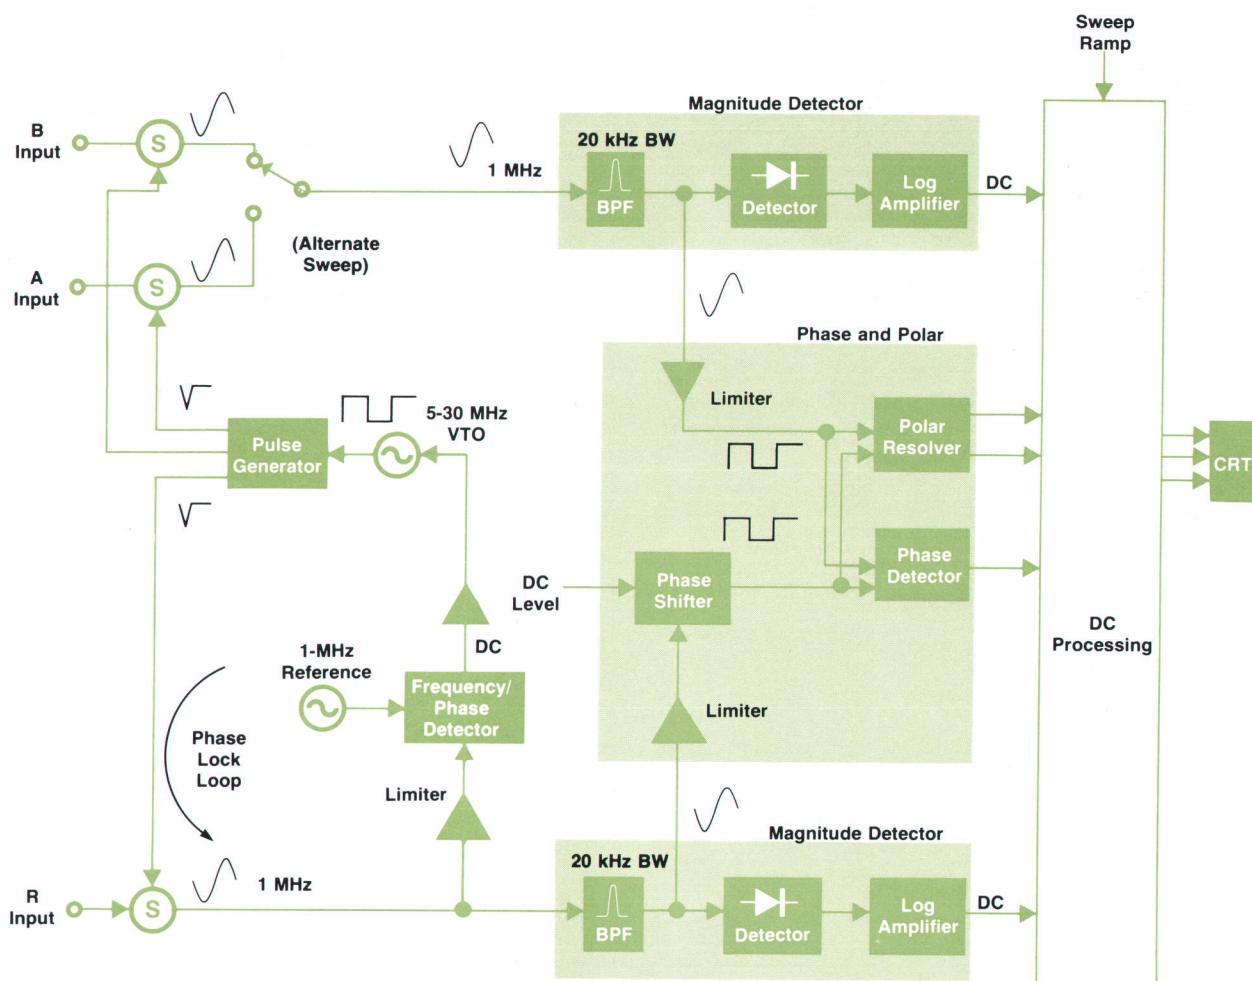 Sweep
Ramp
Magnitude Detector
B
Input
S
20 kHz BW
1 MHz
BPF
Detector
Log
Amplifier
DC
(Alternate
Sweep)
A
Input
S
Phase and Polar
Limiter
5-30 MHz
VTO
Pulse
Generator
Polar
Resolver
CRT
Phase
Detector
DC
Level
Phase
Shifter
DC
Processing
DC
1-MHz
Reference
Frequency/
Phase
Detector
Limiter
Phase
Lock
Loop
Limiter
Magnitude Detector
20 kHz BW
R
Input
S
1 MHz
BPF
Detector
Log
Amplifier
DC